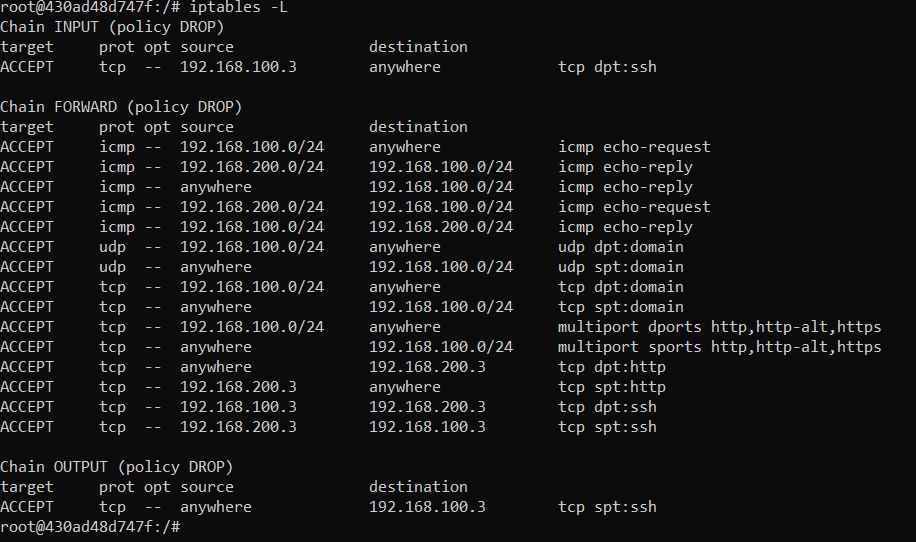 root@430ad48d747f:/# iptables -L
Chain INPUT (policy DROP)
target     prot opt source               destination
ACCEPT     tcp  --  192.168.100.3        anywhere             tcp dpt:ssh

Chain FORWARD (policy DROP)
target     prot opt source               destination
ACCEPT     icmp --  192.168.100.0/24     anywhere             icmp echo-request
ACCEPT     icmp --  192.168.200.0/24     192.168.100.0/24     icmp echo-reply
ACCEPT     icmp --  anywhere             192.168.100.0/24     icmp echo-reply
ACCEPT     icmp --  192.168.200.0/24     192.168.100.0/24     icmp echo-request
ACCEPT     icmp --  192.168.100.0/24     192.168.200.0/24     icmp echo-reply
ACCEPT     udp  --  192.168.100.0/24     anywhere             udp dpt:domain
ACCEPT     udp  --  anywhere             192.168.100.0/24     udp spt:domain
ACCEPT     tcp  --  192.168.100.0/24     anywhere             tcp dpt:domain
ACCEPT     tcp  --  anywhere             192.168.100.0/24     tcp spt:domain
ACCEPT     tcp  --  192.168.100.0/24     anywhere             multiport dports http,http-alt,https
ACCEPT     tcp  --  anywhere             192.168.100.0/24     multiport sports http,http-alt,https
ACCEPT     tcp  --  anywhere             192.168.200.3        tcp dpt:http
ACCEPT     tcp  --  192.168.200.3        anywhere             tcp spt:http
ACCEPT     tcp  --  192.168.100.3        192.168.200.3        tcp dpt:ssh
ACCEPT     tcp  --  192.168.200.3        192.168.100.3        tcp spt:ssh

Chain OUTPUT (policy DROP)
target     prot opt source               destination
ACCEPT     tcp  --  anywhere             192.168.100.3        tcp spt:ssh
root@430ad48d747f:/#